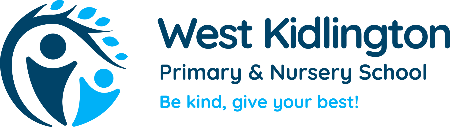 West Kidlington
Primary & Nursery School
Be kind, give your best!